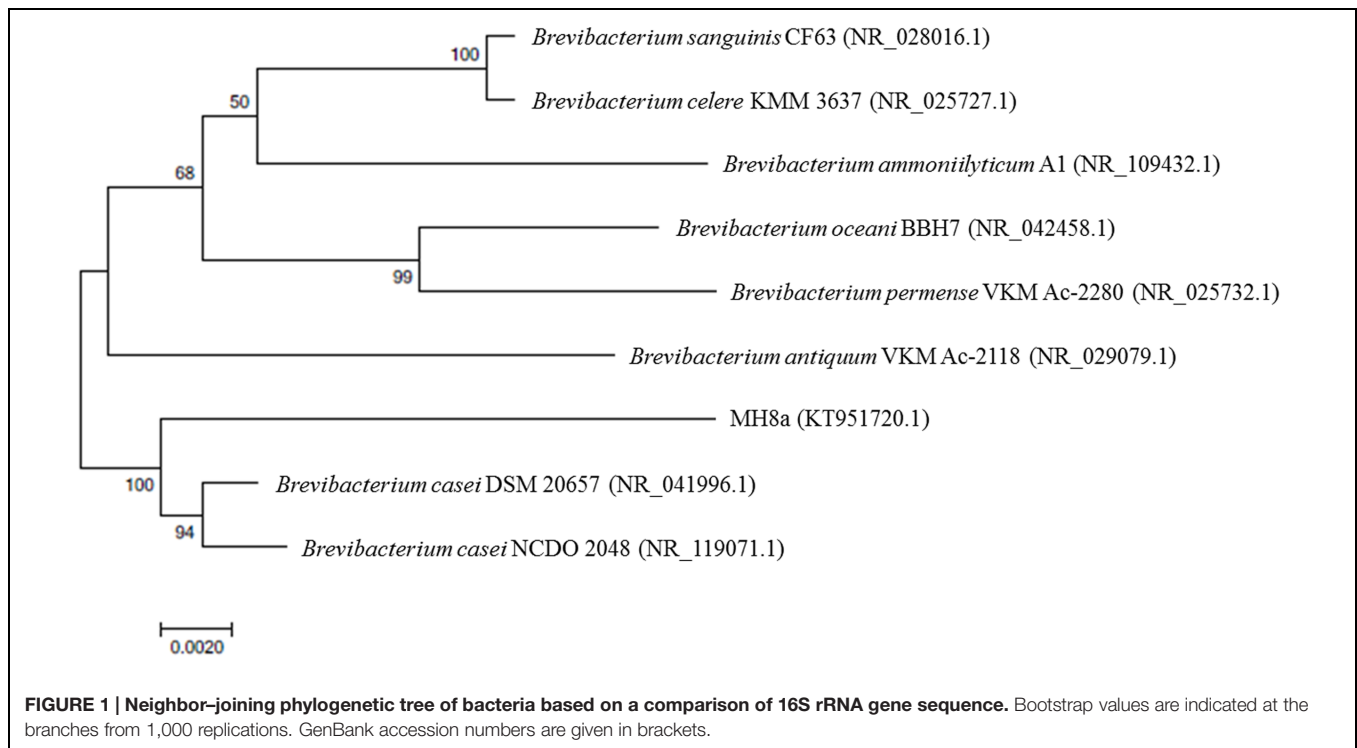 Brevibacterium sanguinis CF63 (NR_028016.1)
100
Brevibacterium celere KMM 3637 (NR_025727.1)
50
Brevibacterium ammoniilyticum A1 (NR_109432.1)
68
Brevibacterium oceani BBH7 (NR_042458.1)
99
Brevibacterium permense VKM Ac-2280 (NR_025732.1)
Brevibacterium antiquum VKM Ac-2118 (NR_029079.1)
MH8a (KT951720.1)
100
Brevibacterium casei DSM 20657 (NR_041996.1)
94
Brevibacterium casei NCDO 2048 (NR_119071.1)
0.0020
FIGURE 1 | Neighbor–joining phylogenetic tree of bacteria based on a comparison of 16S rRNA gene sequence. Bootstrap values are indicated at the
branches from 1,000 replications. GenBank accession numbers are given in brackets.